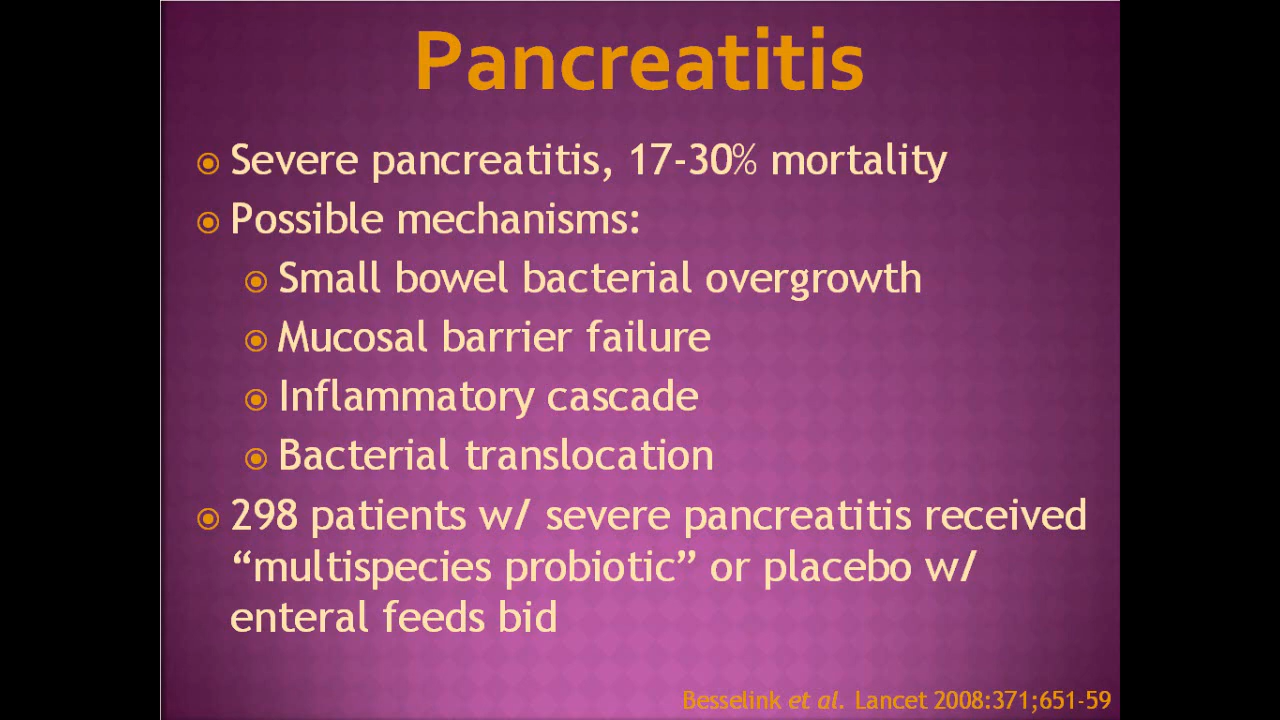 Pancreatitis
Severe pancreatitis, 17-30% mortality
Possible mechanisms:
Small bowel bacterial overgrowth
Mucosal barrier failure
Inflammatory cascade
Bacterial translocation
298 patients w/ severe pancreatitis received
“multispecies probiotic” or placebo w/
enteral feeds bid
Besselink et al. Lancet 2008:371;651-59